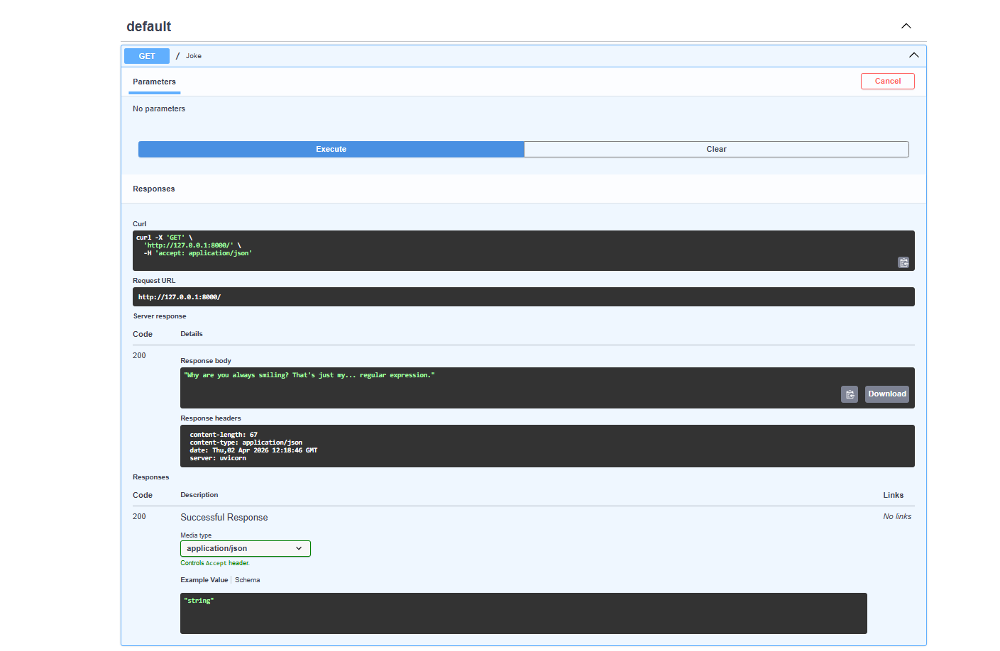 default
GET / Joke
Parameters
Cancel
No parameters
Execute
Clear
Responses
Curl
curl -X 'GET' \
'http://127.0.0.1:8000/' \
-H 'accept: application/json'
Request URL
http://127.0.0.1:8000/
Server response
Code Details
200
Response body
"Why are you always smiling? That's just my... regular expression."
Download
Response headers
content-length: 67
content-type: application/json
date: Thu,02 Apr 2026 12:18:46 GMT
server: uvicorn
Responses
Code Description Links
200 Successful Response No links
Media type
application/json
Controls Accept header.
Example Value Schema
"string"